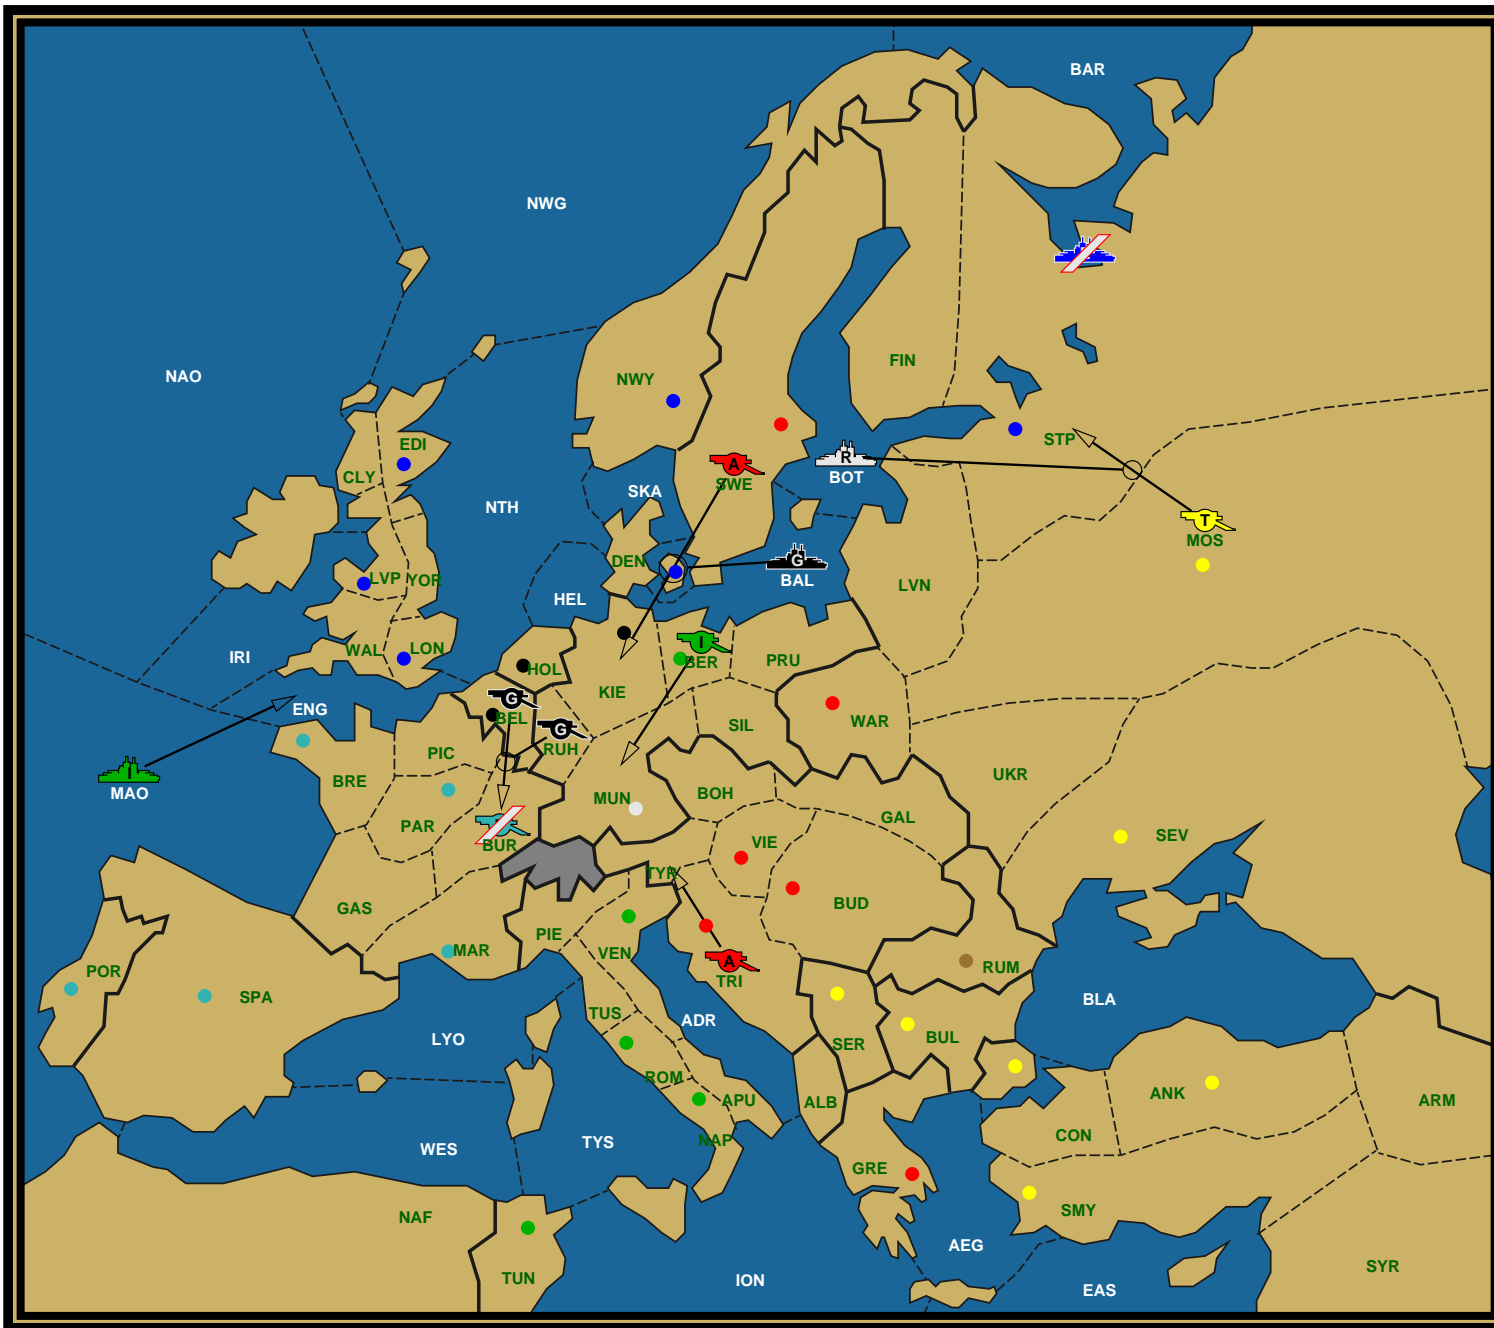 BAR
NWG
NAO
FIN
NWY
STP
EDI
CLY
A
R
SWE
BOT
SKA
NTH
T
MOS
DEN
G
BAL
LVP
YOR
LVN
HEL
I
WAL
LON
IRI
HOL
BER
PRU
KIE
G
ENG
BEL
G
WAR
SIL
RUH
PIC
I
MAO
BRE
UKR
MUN
BOH
PAR
GAL
SEV
BUR
VIE
TYR
BUD
GAS
PIE
VEN
MAR
A
TRI
RUM
POR
SPA
BLA
TUS
ADR
LYO
SER
BUL
ROM
ANK
APU
ALB
ARM
CON
NAP
TYS
WES
GRE
SMY
NAF
AEG
SYR
TUN
ION
EAS